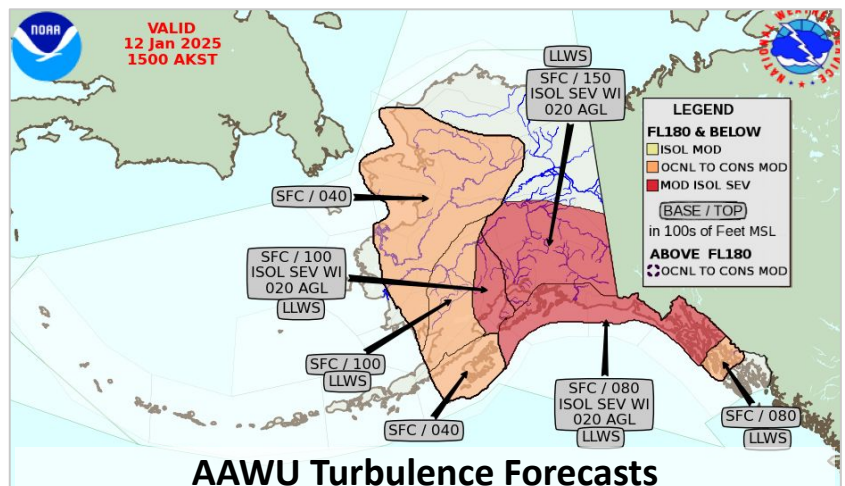 NOAA
VALID
12 Jan 2025
1500 AKST
NATIONAL WEATHER SERVICE
LLWS
SFC / 150
ISOL SEV WI
020 AGL
LEGEND
FL180 & BELOW
ISOL MOD
OCNL TO CONS MOD
MOD ISOL SEV
BASE / TOP
in 100s of Feet MSL
ABOVE FL180
OCNL TO CONS MOD
SFC / 040
SFC / 100
ISOL SEV WI
020 AGL
LLWS
SFC / 100
LLWS
SFC / 040
SFC / 080
ISOL SEV WI
020 AGL
LLWS
SFC / 080
LLWS
AAWU Turbulence Forecasts